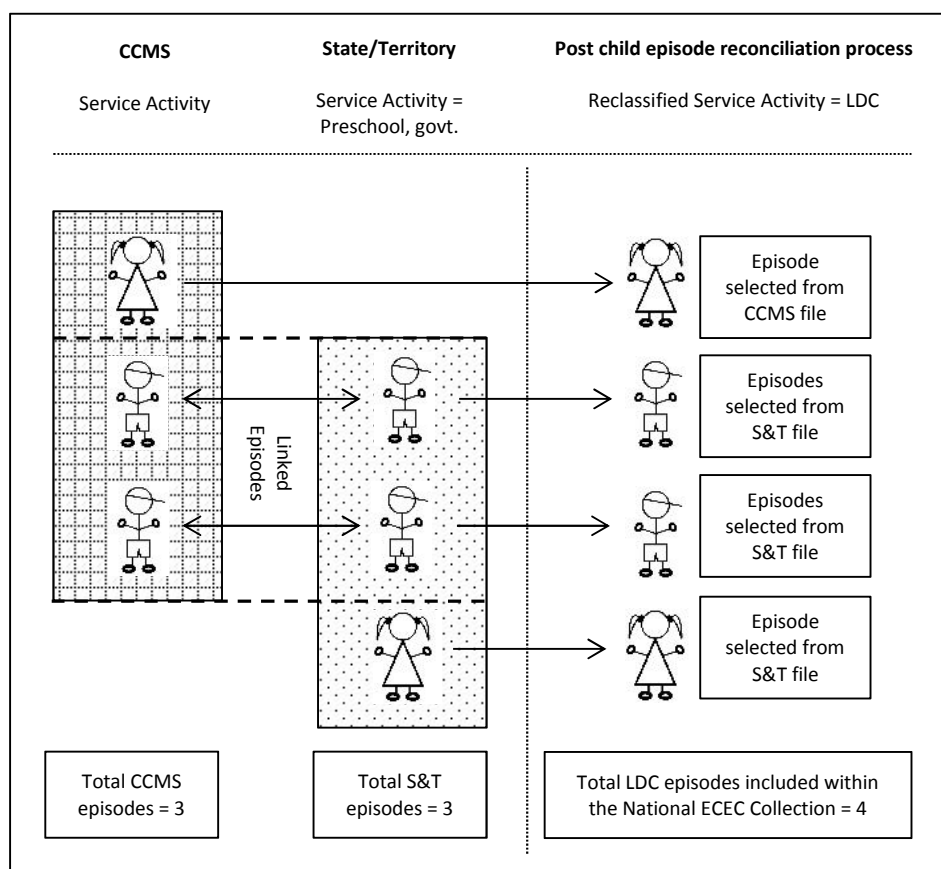 CCMS
Service Activity
State/Territory
Service Activity =
Preschool, govt.
Post child episode reconciliation process
Reclassified Service Activity = LDC
Linked
Episodes
Episode
selected from
CCMS file
Episodes
selected from
S&T file
Episodes
selected from
S&T file
Episode
selected from
S&T file
Total CCMS
episodes = 3
Total S&T
episodes = 3
Total LDC episodes included within
the National ECEC Collection = 4